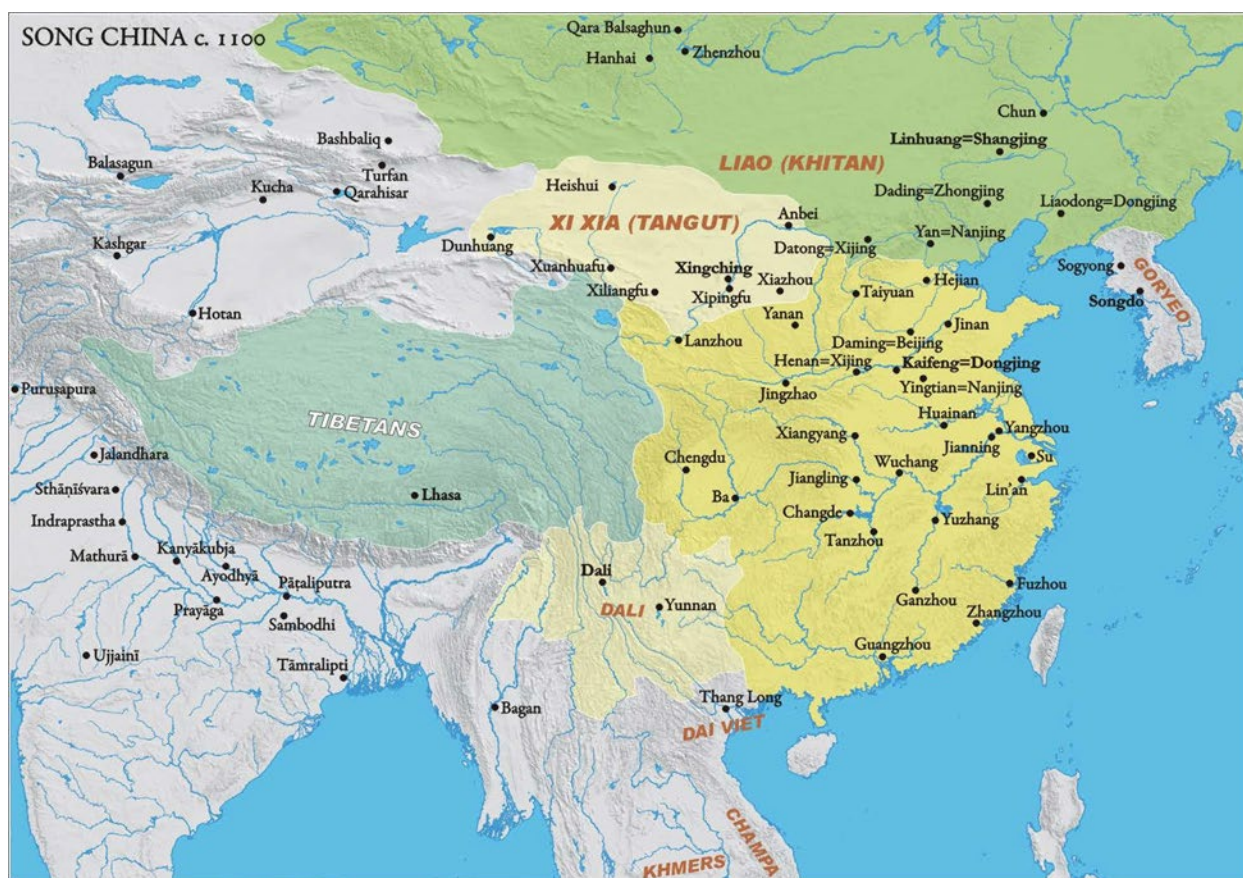 SONG CHINA c. 1100
Qara Balsaghun
Zhenzhou
Hanhai
Chun
Bashbaliq
Linhuang=Shangjing
Balasagun
Turfan
LIAO (KHITAN)
Kucha
Qarahisar
Heishui
Dading=Zhongjing
Liaodong=Dongjing
XI XIA (TANGUT)
Anbei
Yan=Nanjing
Kashgar
Dunhuang
Datong=Xijing
Xuanhuafu
Xingching
Xiazhou
Hejian
Sogyong
GORYEO
Xiliangfu
Xipingfu
Taiyuan
Songdo
Hotan
Yanan
Jinan
Lanzhou
Daming=Beijing
Henan=Xijing
Kaifeng=Dongjing
Puruṣapura
Jingzhao
Yingtian=Nanjing
TIBETANS
Huainan
Xiangyang
Yangzhou
Jianning
Jalandhara
Chengdu
Wuchang
Su
Sthāṇīśvara
Lhasa
Ba
Jiangling
Lin'an
Indraprastha
Changde
Yuzhang
Mathurā
Kanyākubja
Tanzhou
Ayodhyā
Pāṭaliputra
Dali
Fuzhou
Prayāga
DALI
Yunnan
Ganzhou
Sambodhi
Zhangzhou
Ujjainī
Guangzhou
Tāmralipti
Thang Long
Bagan
DAI VIET
CHAMPA
KHMERS